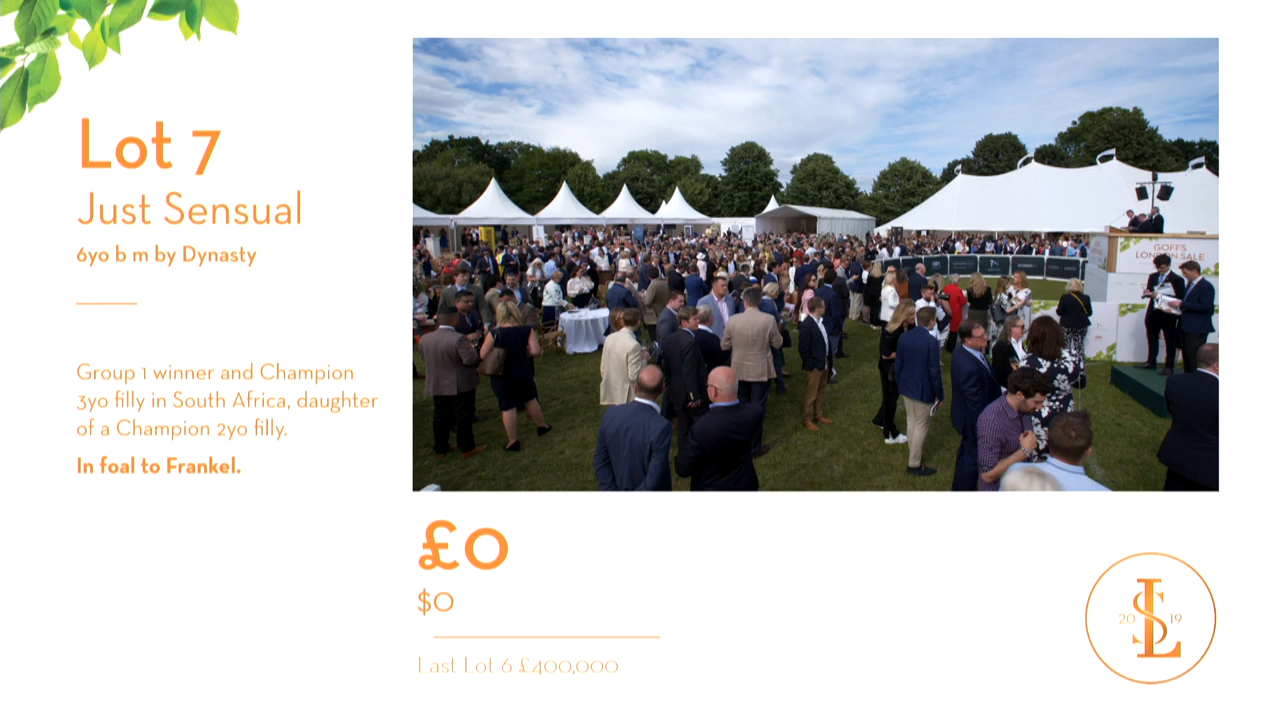 Lot 7
Just Sensual
6yo b m by Dynasty
Group 1 winner and Champion
3yo filly in South Africa, daughter
of a Champion 2yo filly.
In foal to Frankel.
GOFFS
LONDON SALE
£0
$0
Last Lot 6 £400,000
20 SL 19